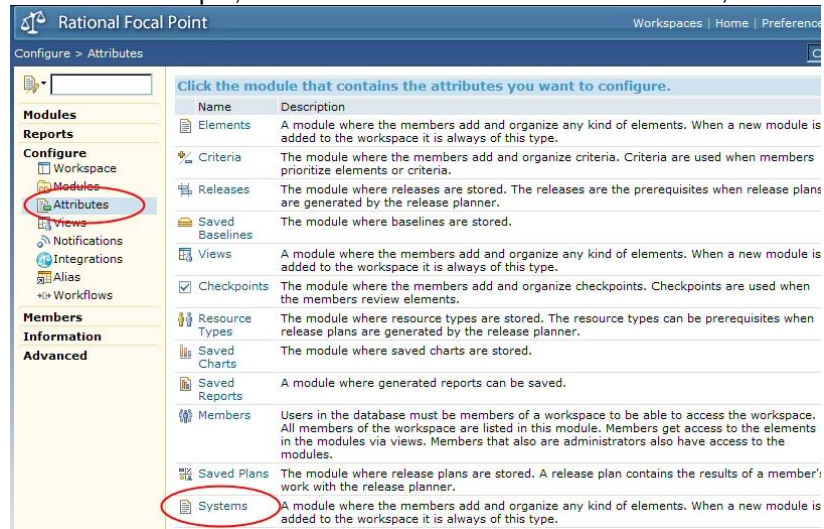 Rational Focal Point
Workspaces | Home | Preference
Configure > Attributes
Modules
Reports
Configure
Workspace
Modules
Attributes
Views
Notifications
Integrations
Alias
Workflows
Members
Information
Advanced
Click the module that contains the attributes you want to configure.
Name Description
Elements A module where the members add and organize any kind of elements. When a new module is
added to the workspace it is always of this type.
Criteria The module where the members add and organize criteria. Criteria are used when members
prioritize elements or criteria.
Releases The module where releases are stored. The releases are the prerequisites when release plans
are generated by the release planner.
Saved The module where baselines are stored.
Baselines
Views A module where the members add and organize any kind of elements. When a new module is
added to the workspace it is always of this type.
Checkpoints The module where the members add and organize checkpoints. Checkpoints are used when
the members review elements.
Resource The module where resource types are stored. The resource types can be prerequisites when
Types release plans are generated by the release planner.
Saved The module where saved charts are stored.
Charts
Saved A module where generated reports can be saved.
Reports
Members Users in the database must be members of a workspace to be able to access the workspace.
All members of the workspace are listed in this module. Members get access to the elements
in the modules via views. Members that also are administrators also have access to the
modules.
Saved Plans The module where release plans are stored. A release plan contains the results of a member's
work with the release planner.
Systems A module where the members add and organize any kind of elements. When a new module is
added to the workspace it is always of this type.